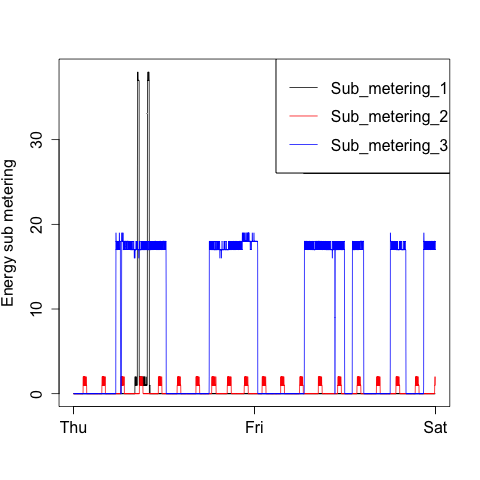 Sub_metering_1
Sub_metering_2
Sub_metering_3
Energy sub metering
30
20
10
0
Thu Fri Sat